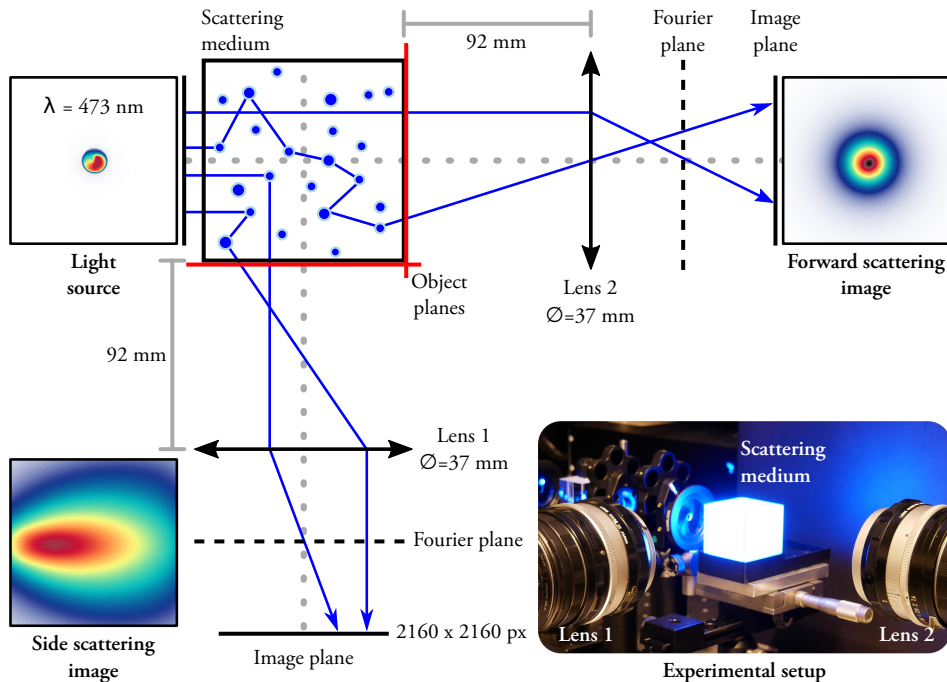 Scattering
medium
92 mm
Fourier
plane
Image
plane
λ = 473 nm
Light
source
Object
planes
Lens 2
∅=37 mm
Forward scattering
image
92 mm
Lens 1
∅=37 mm
Fourier plane
2160 x 2160 px
Image plane
Side scattering
image
Scattering
medium
Lens 1
Lens 2
Experimental setup